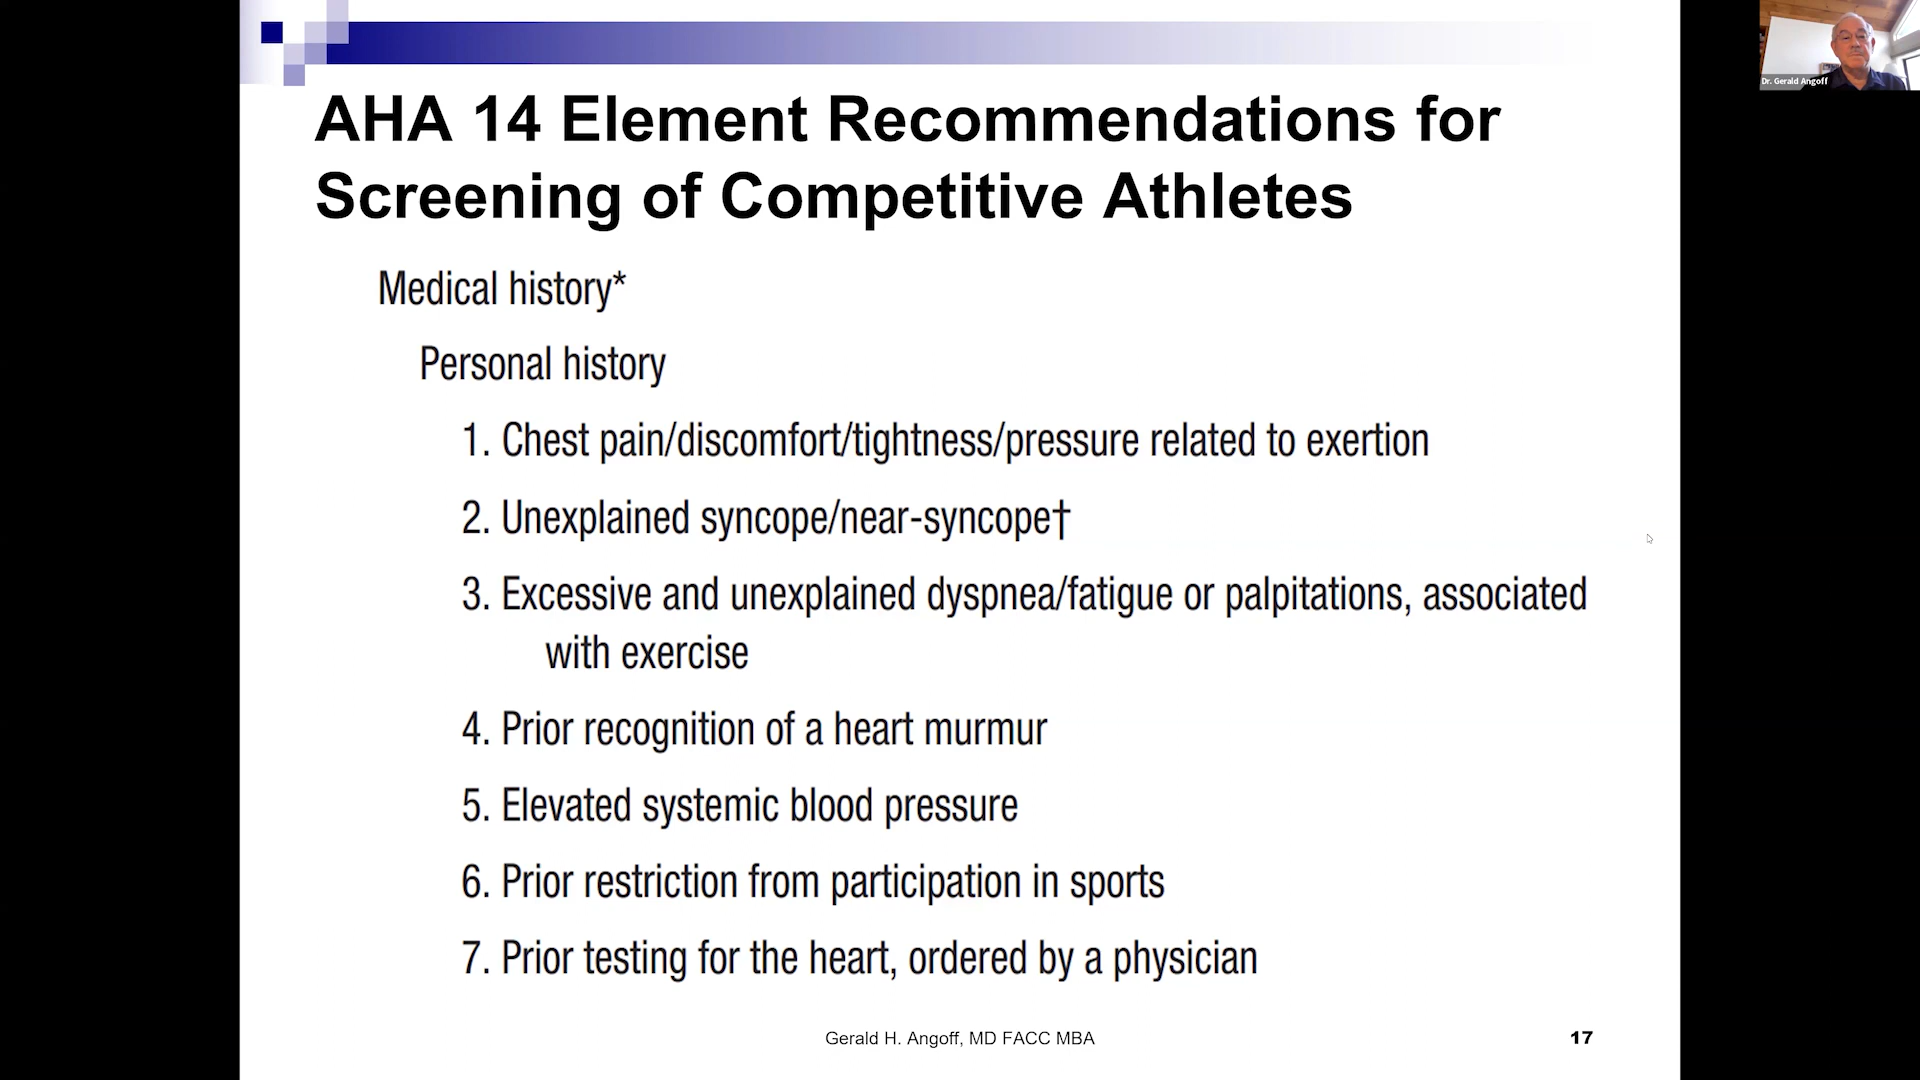 Dr. Gerald Angoff
AHA 14 Element Recommendations for
Screening of Competitive Athletes
Medical history*
Personal history
1. Chest pain/discomfort/tightness/pressure related to exertion
2. Unexplained syncope/near-syncope†
3. Excessive and unexplained dyspnea/fatigue or palpitations, associated
with exercise
4. Prior recognition of a heart murmur
5. Elevated systemic blood pressure
6. Prior restriction from participation in sports
7. Prior testing for the heart, ordered by a physician
Gerald H. Angoff, MD FACC MBA
17